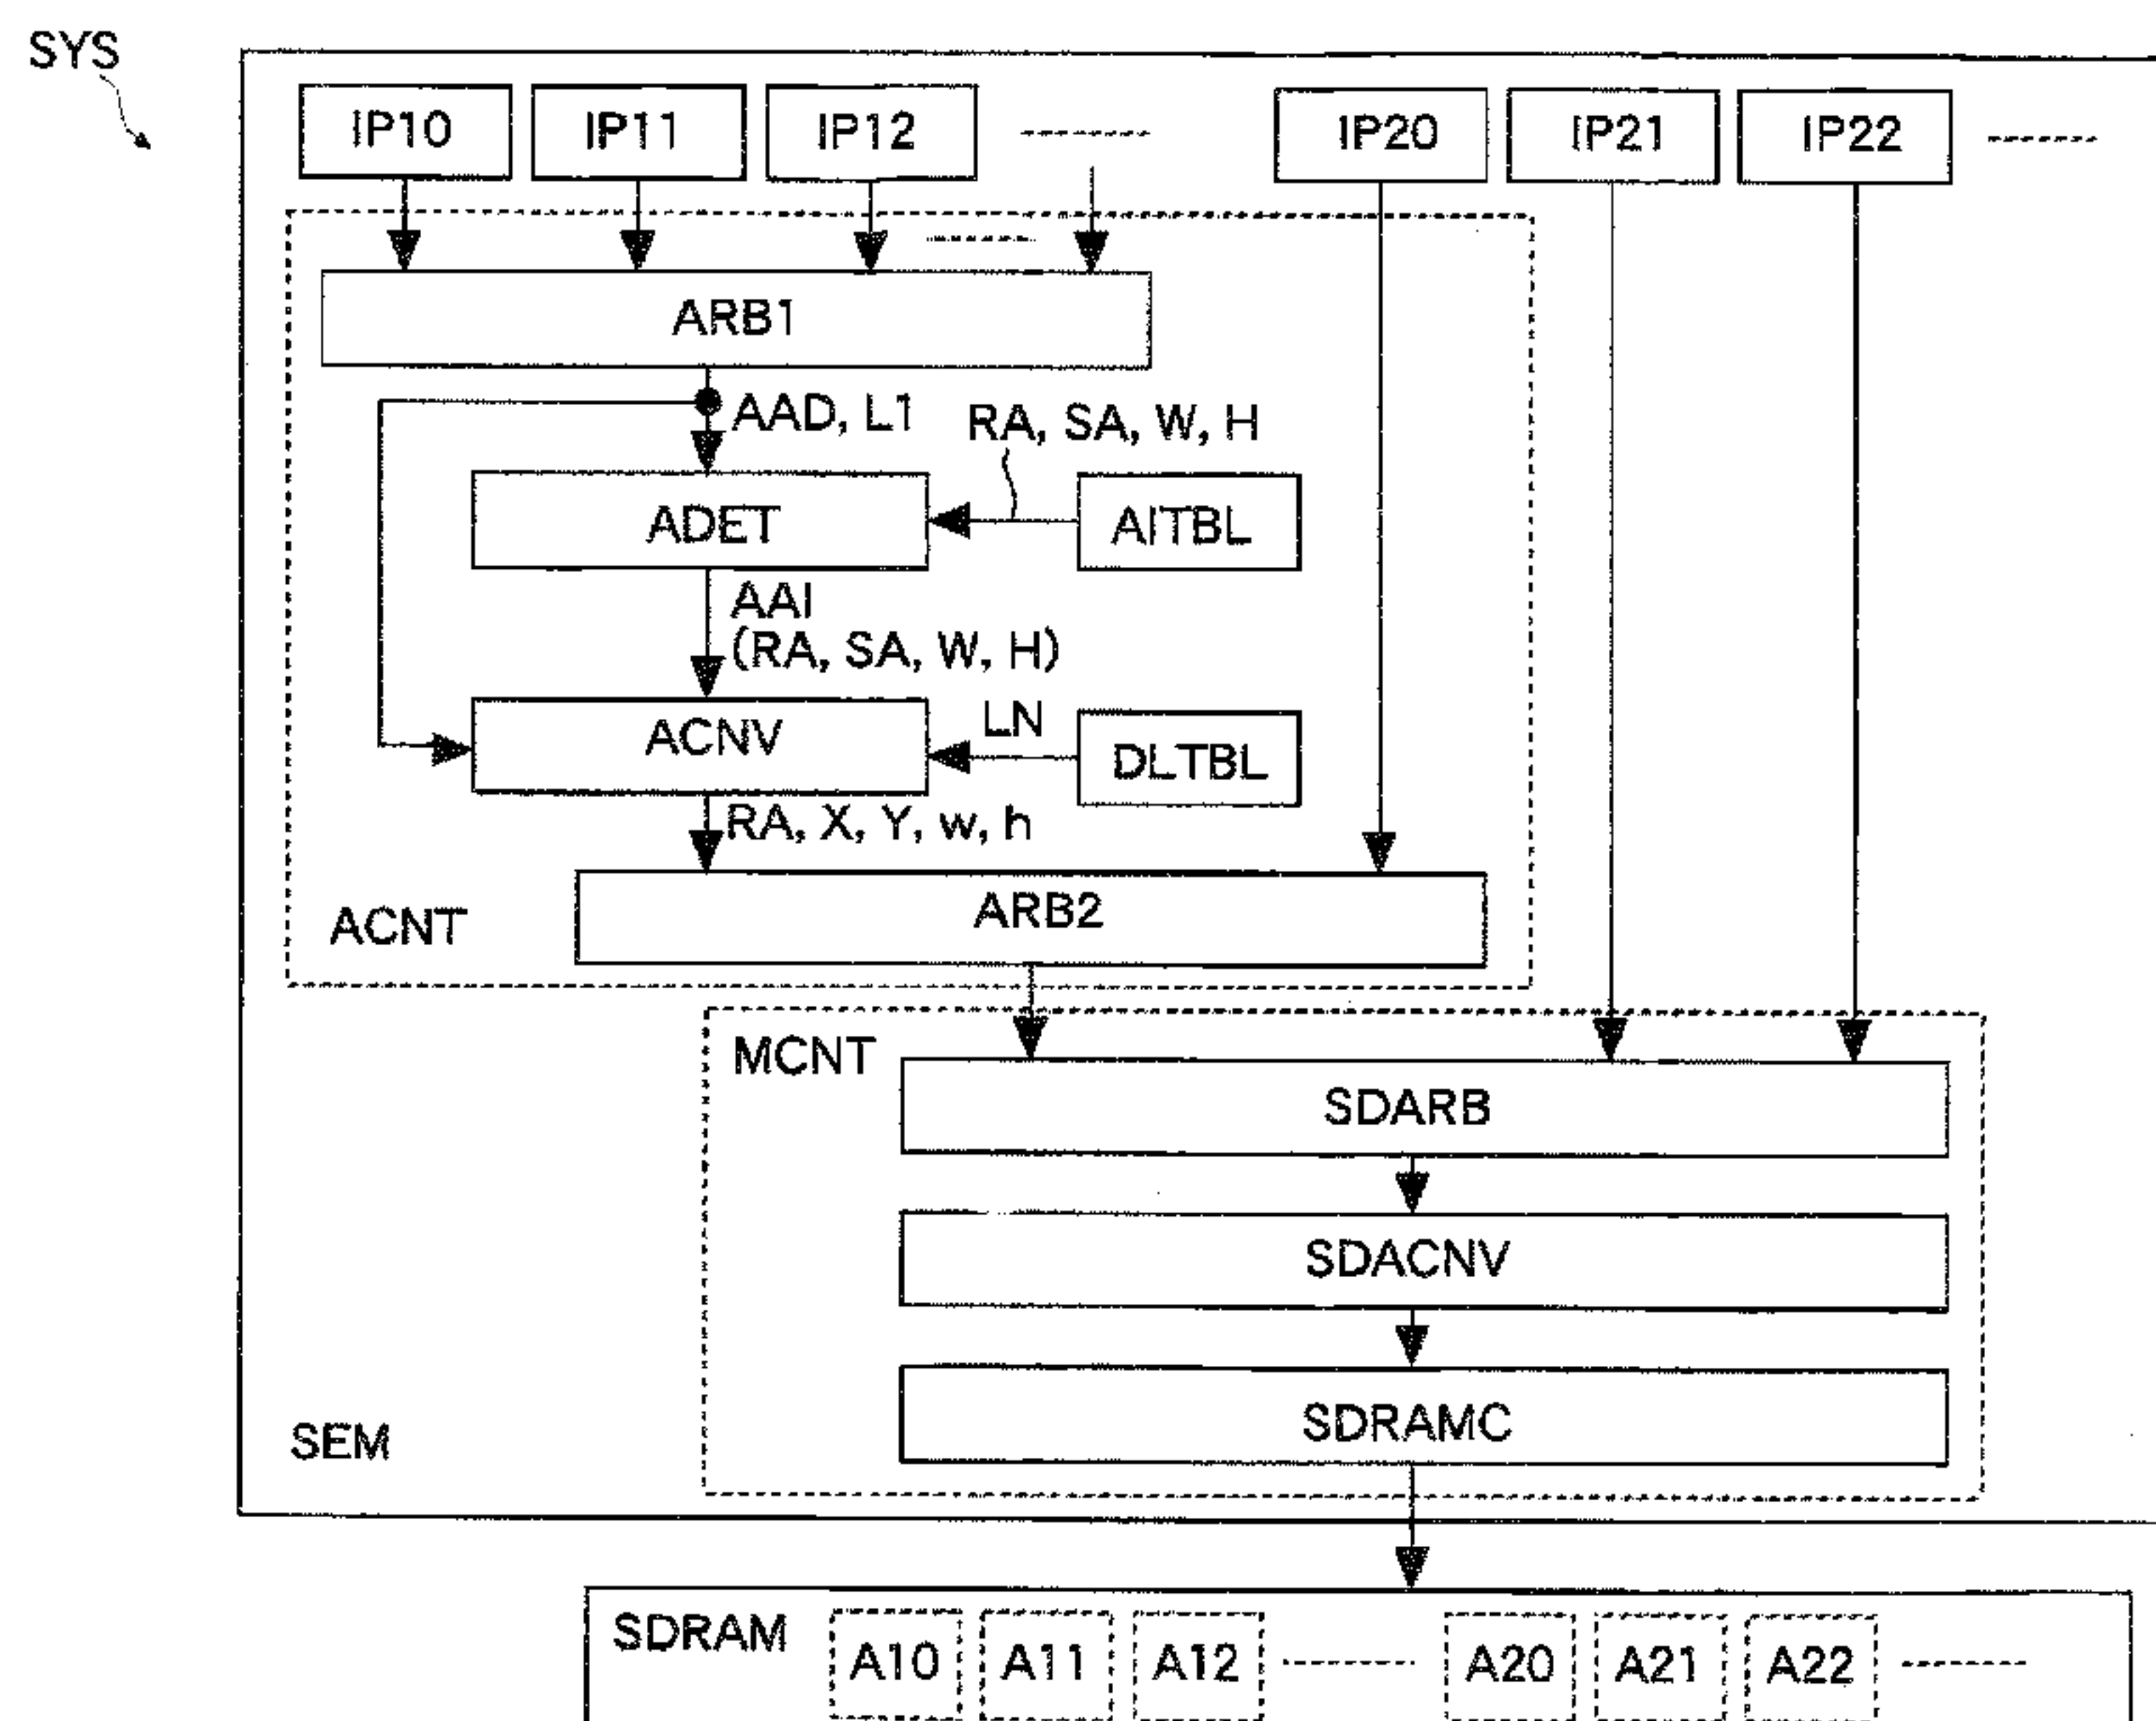 SYS
IP10 IP11 IP12 IP20 IP21 IP22
ARB1
AAD, L1
RA, SA, W, H
ADET AITBL
AAI
(RA, SA, W, H)
LN
ACNV DLTBL
RA, X, Y, w, h
ARB2
ACNT
MCNT
SDARB
SDACNV
SDRAMC
SEM
SDRAM
A10 A11 A12 A20 A21 A22